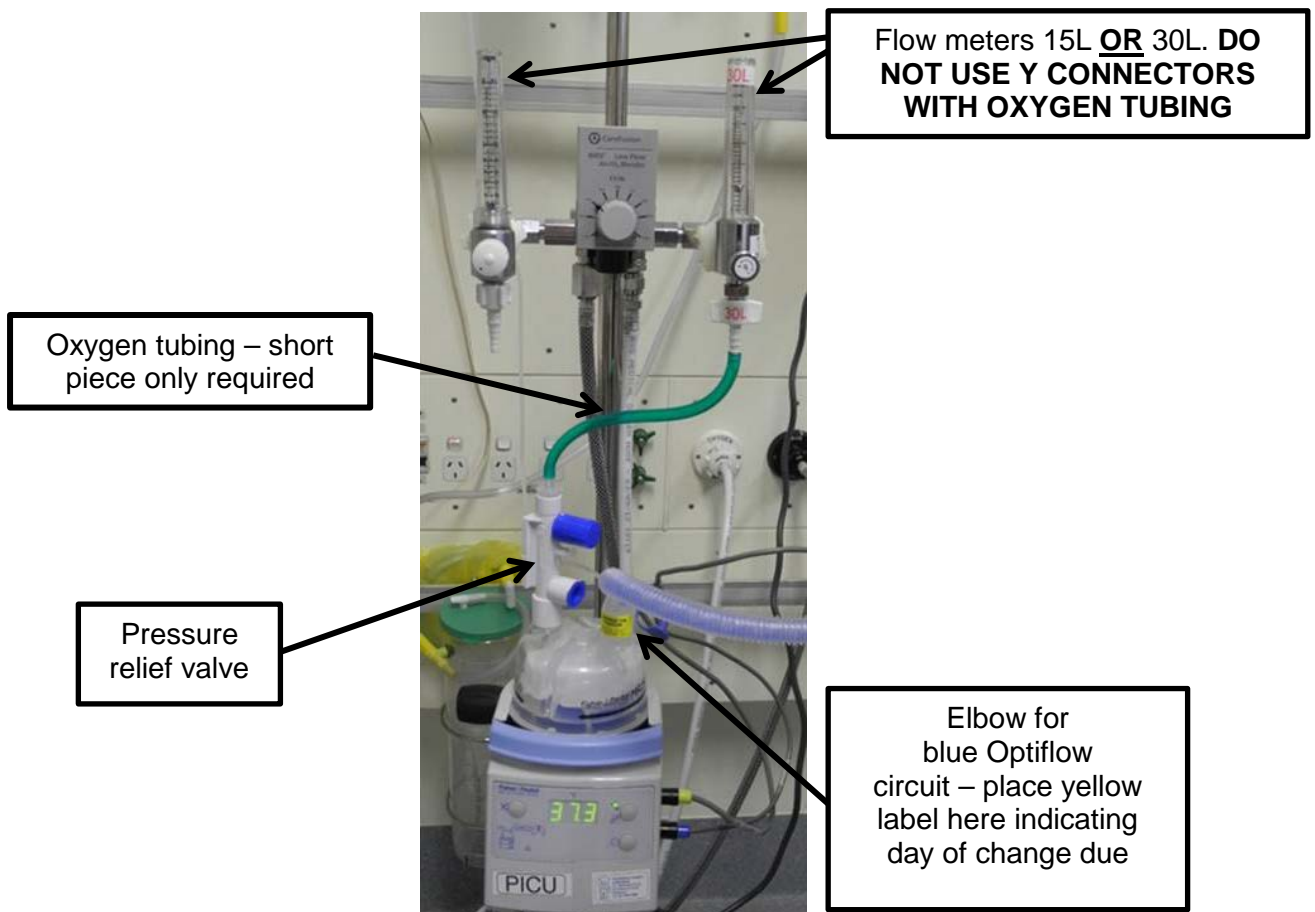 Flow meters 15L OR 30L. DO
NOT USE Y CONNECTORS
WITH OXYGEN TUBING
30L
CareFusion
30L
Oxygen tubing – short
piece only required
OXYGEN
Pressure
relief valve
Elbow for
blue Optiflow
circuit – place yellow
label here indicating
day of change due
37.3
PICU